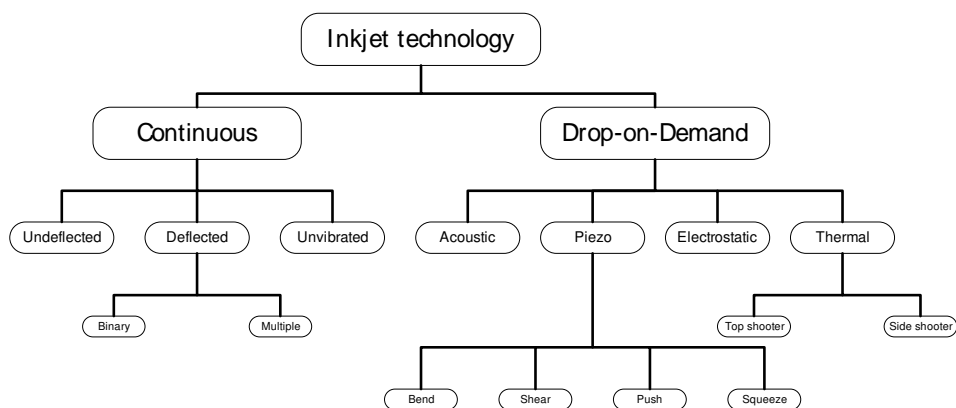 Inkjet technology
Continuous
Drop-on-Demand
Undeflected
Deflected
Unvibrated
Acoustic
Piezo
Electrostatic
Thermal
Binary
Multiple
Top shooter
Side shooter
Bend
Shear
Push
Squeeze